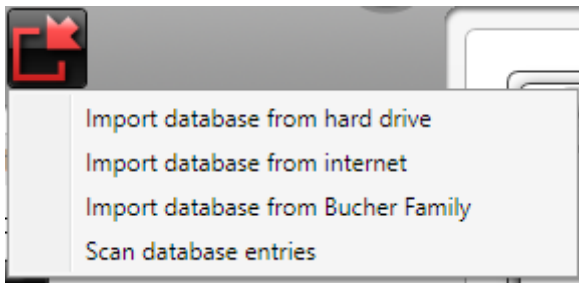 Import database from hard drive
Import database from internet
Import database from Bucher Family
Scan database entries